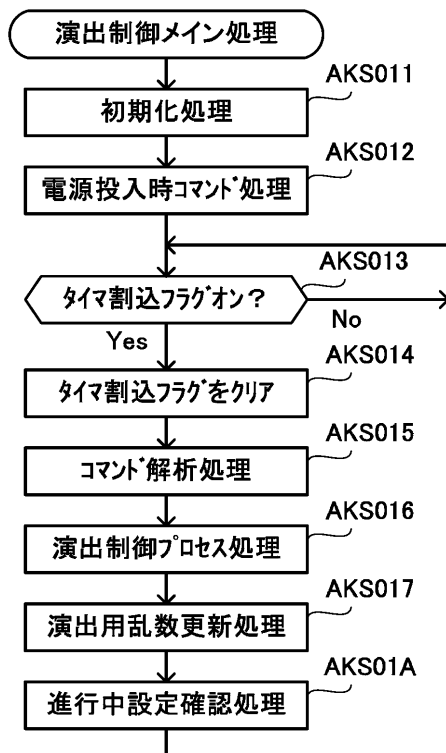 演出制御メイン処理
AKS011
初期化処理
AKS012
電源投入時コマンド処理
AKS013
タイマ割込フラグオン?
No
Yes
AKS014
タイマ割込フラグをクリア
AKS015
コマンド解析処理
AKS016
演出制御プロセス処理
AKS017
演出用乱数更新処理
AKS01A
進行中設定確認処理